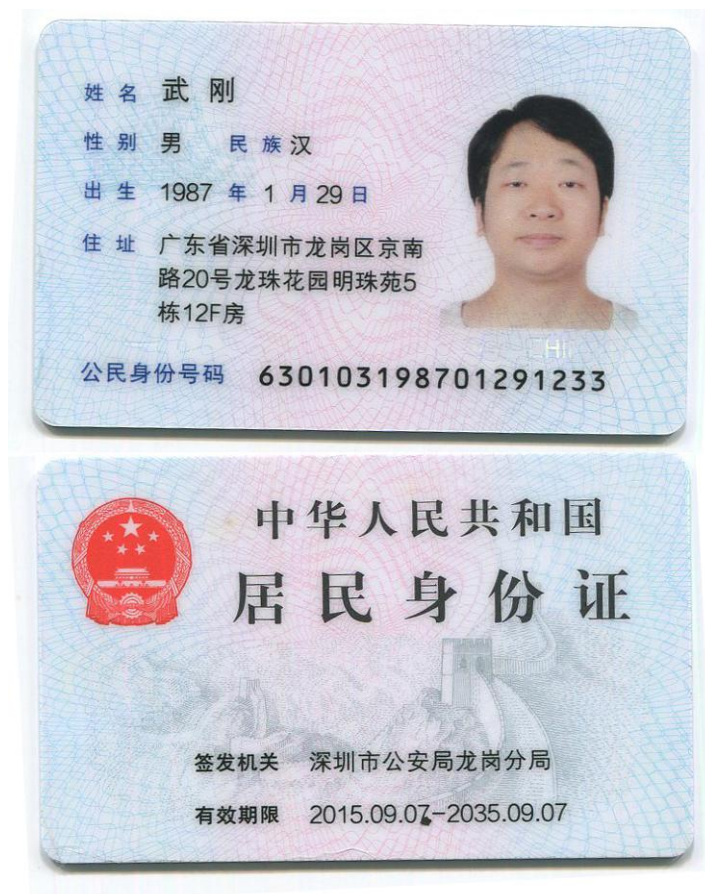 姓名 武刚
性别 男 民族 汉
出生 1987 年 1 月 29 日
住址 广东省深圳市龙岗区京南
路20号龙珠花园明珠苑5
栋12F房
公民身份号码 630103198701291233
中华人民共和国
居民身份证
签发机关 深圳市公安局龙岗分局
有效期限 2015.09.07-2035.09.07